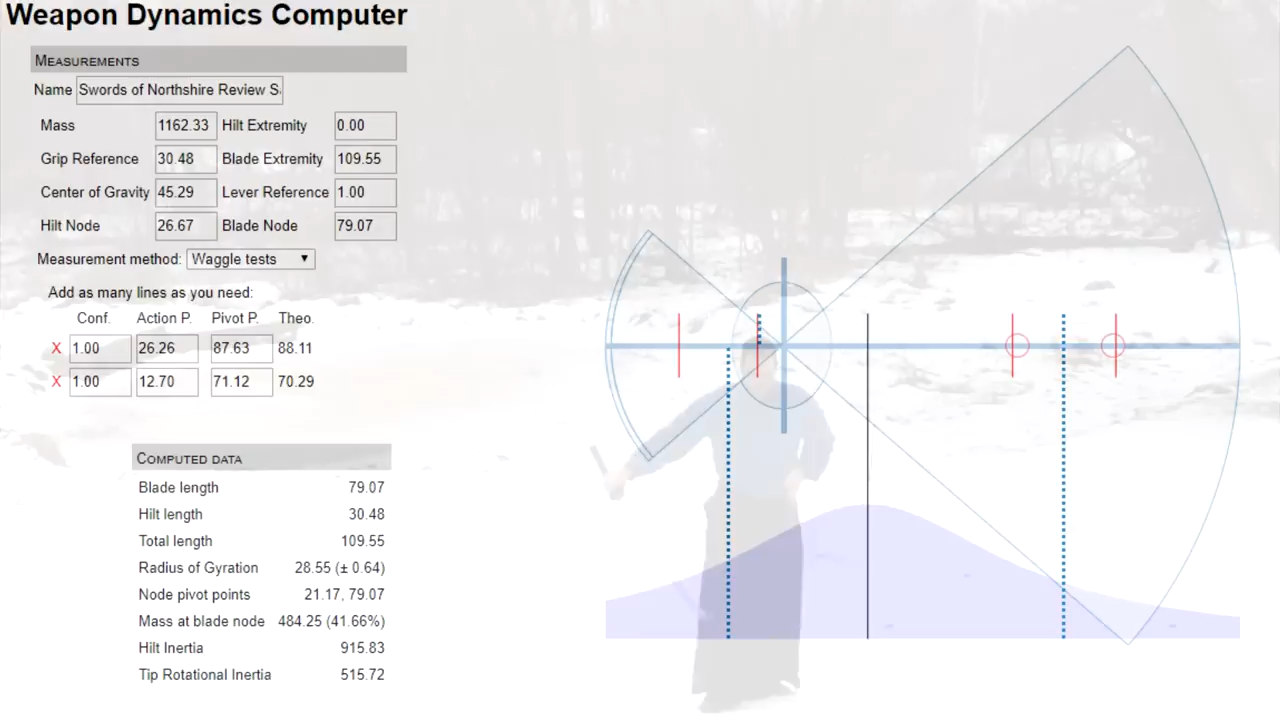 Weapon Dynamics Computer
MEASUREMENTS
Name Swords of Northshire Review S
Mass 1162.33 Hilt Extremity 0.00
Grip Reference 30.48 Blade Extremity 109.55
Center of Gravity 45.29 Lever Reference 1.00
Hilt Node 26.67 Blade Node 79.07
Measurement method: Waggle tests
Add as many lines as you need:
Conf. Action P. Pivot P. Theo.
X 1.00 26.26 87.63 88.11
X 1.00 12.70 71.12 70.29
COMPUTED DATA
Blade length 79.07
Hilt length 30.48
Total length 109.55
Radius of Gyration 28.55 (± 0.64)
Node pivot points 21.17, 79.07
Mass at blade node 484.25 (41.66%)
Hilt Inertia 915.83
Tip Rotational Inertia 515.72